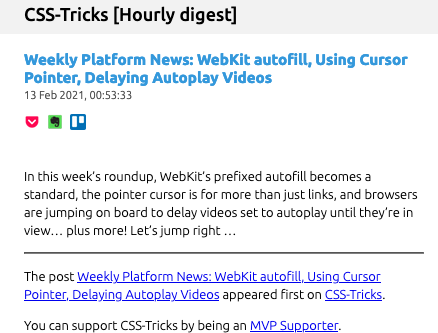 CSS-Tricks [Hourly digest]
Weekly Platform News: WebKit autofill, Using Cursor
Pointer, Delaying Autoplay Videos
13 Feb 2021, 00:53:33
In this week’s roundup, WebKit’s prefixed autofill becomes a
standard, the pointer cursor is for more than just links, and browsers
are jumping on board to delay videos set to autoplay until they’re in
view… plus more! Let’s jump right …
The post Weekly Platform News: WebKit autofill, Using Cursor
Pointer, Delaying Autoplay Videos appeared first on CSS-Tricks.
You can support CSS-Tricks by being an MVP Supporter.